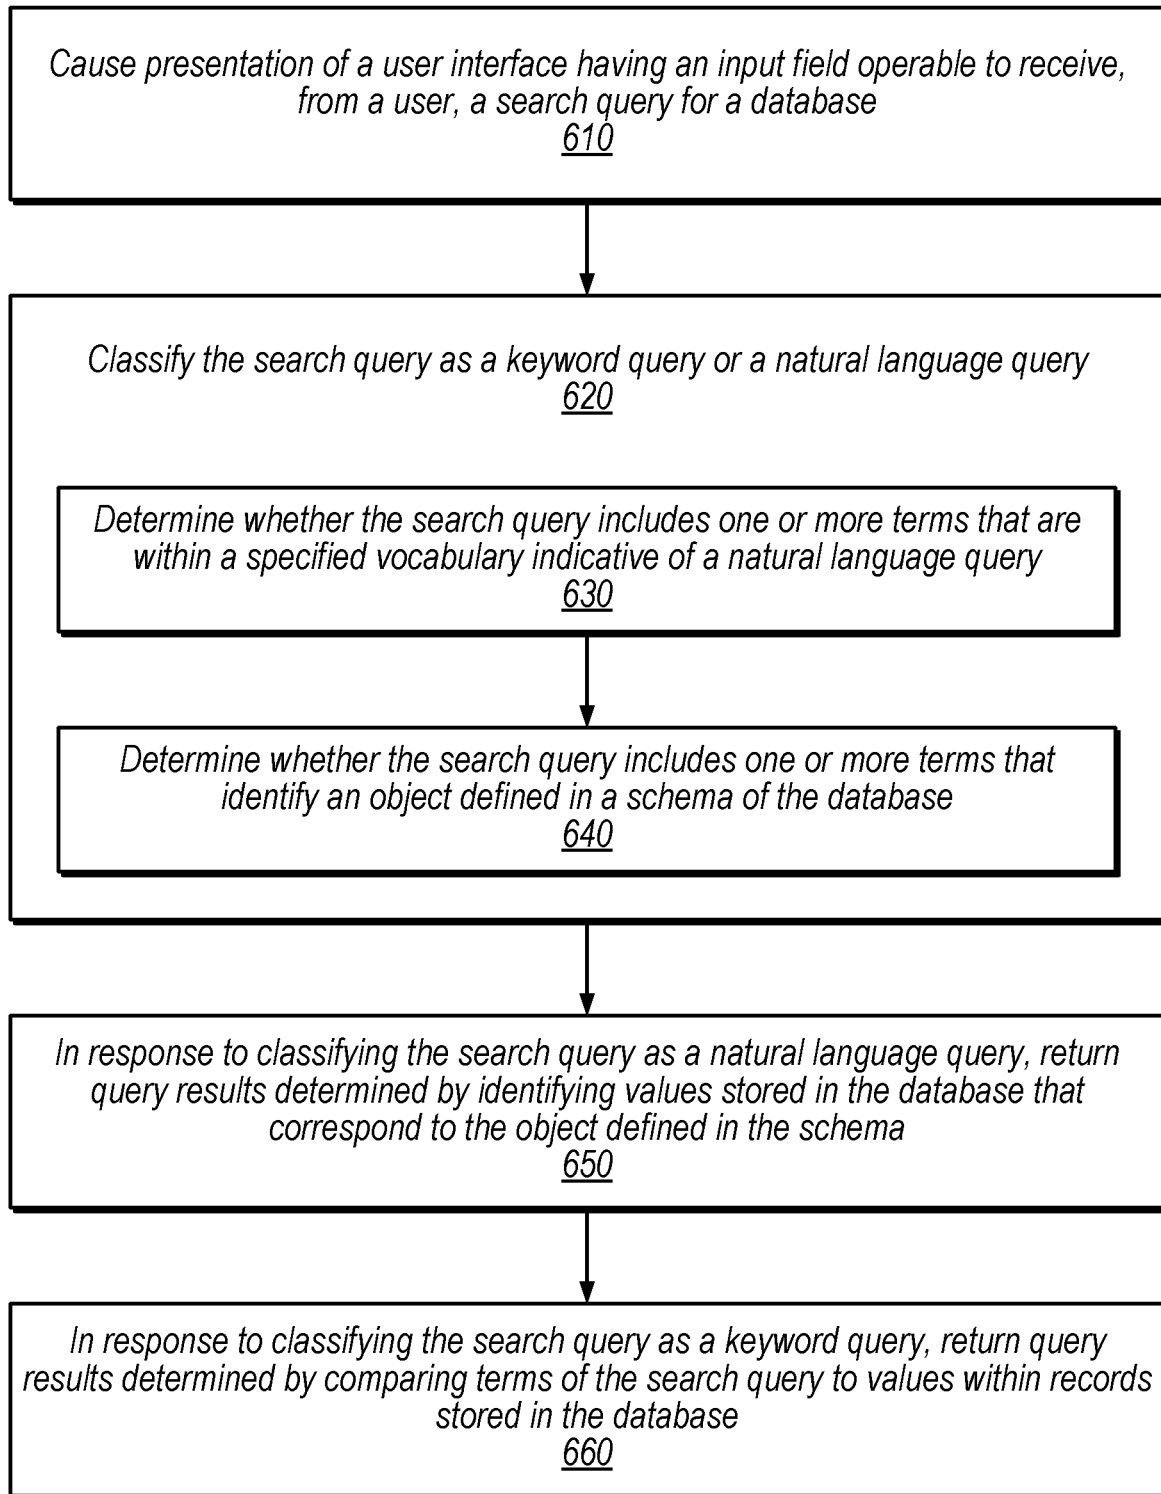 Cause presentation of a user interface having an input field operable to receive,
from a user, a search query for a database
610
Classify the search query as a keyword query or a natural language query
620
Determine whether the search query includes one or more terms that are
within a specified vocabulary indicative of a natural language query
630
Determine whether the search query includes one or more terms that
identify an object defined in a schema of the database
640
In response to classifying the search query as a natural language query, return
query results determined by identifying values stored in the database that
correspond to the object defined in the schema
650
In response to classifying the search query as a keyword query, return query
results determined by comparing terms of the search query to values within records
stored in the database
660